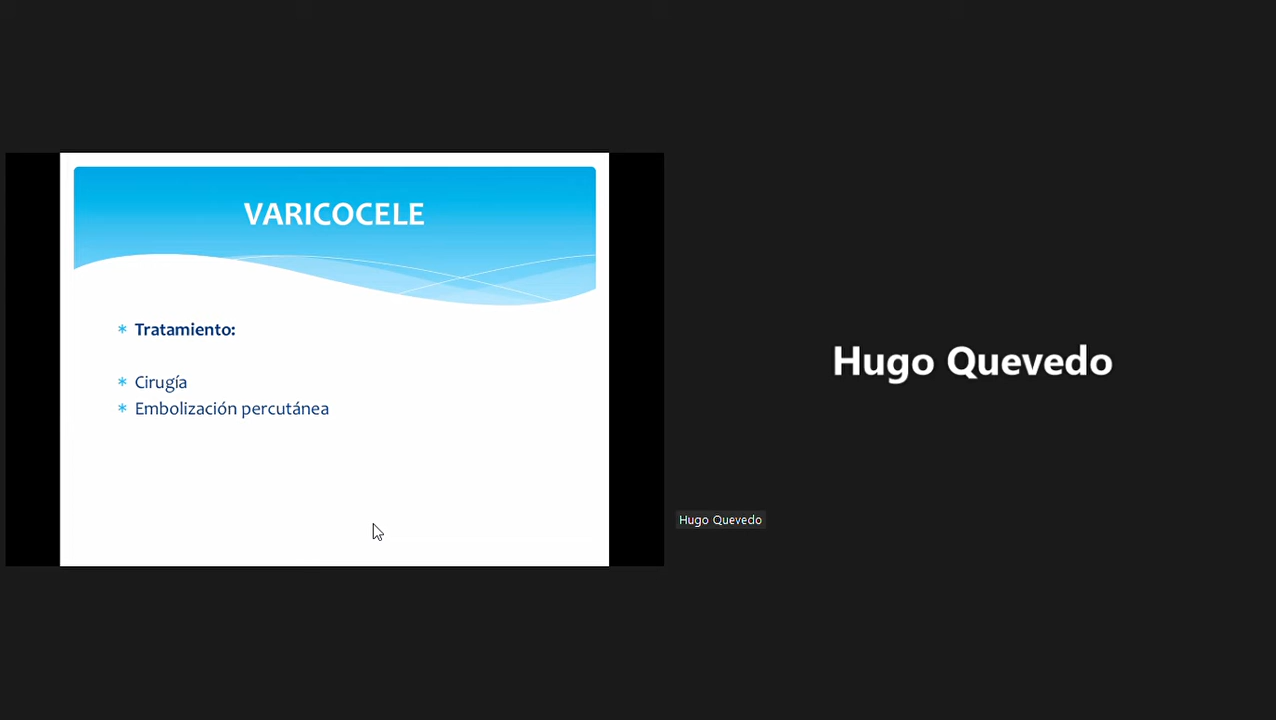 VARICOCELE
* Tratamiento:
* Cirugía
* Embolización percutánea
Hugo Quevedo
Hugo Quevedo